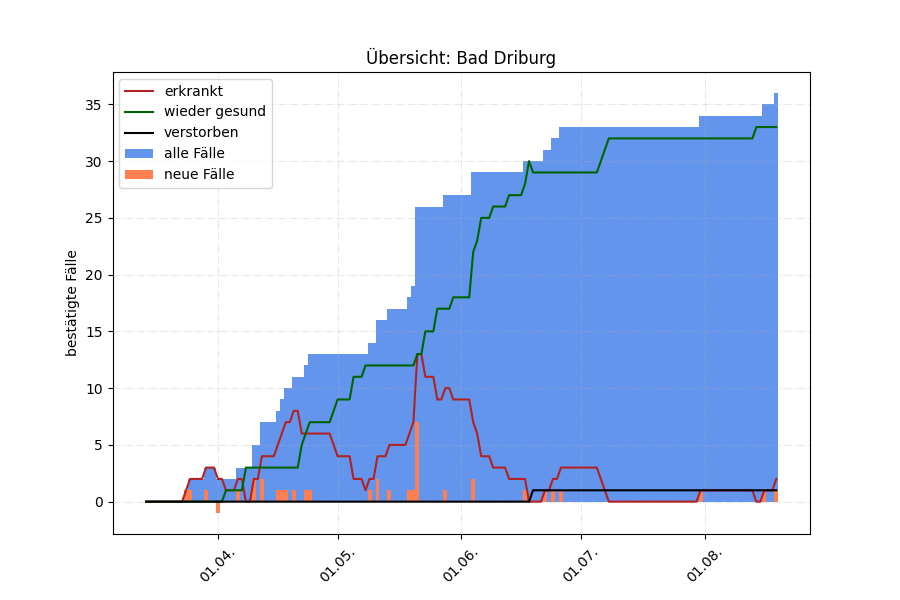 Übersicht: Bad Driburg
erkrankt
wieder gesund
verstorben
alle Fälle
neue Fälle
bestätigte Fälle
35
30
25
20
15
10
5
0
01.04.
01.05.
01.06.
01.07.
01.08.